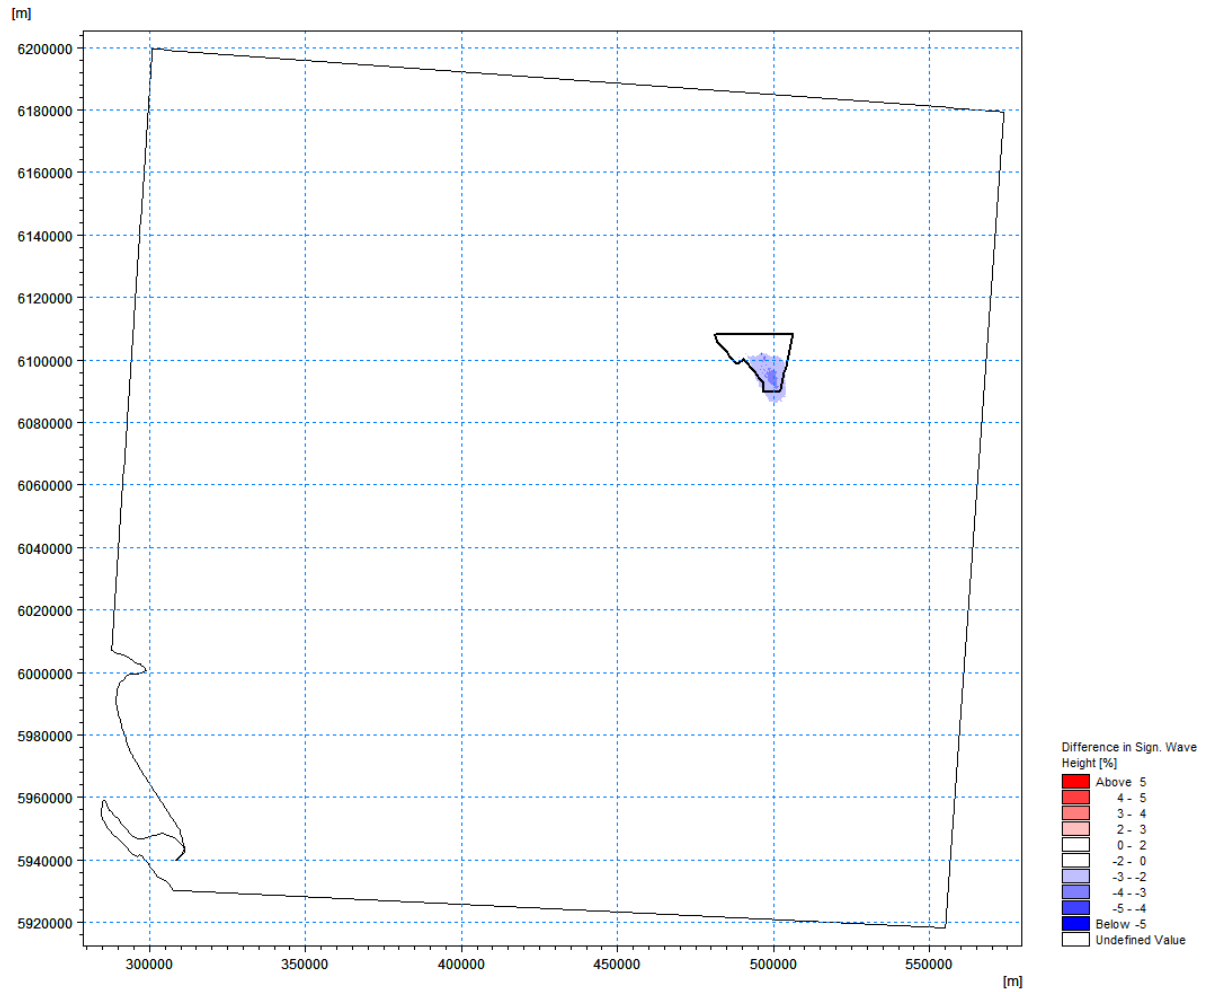 [m]
6200000
6180000
6160000
6140000
6120000
6100000
6080000
6060000
6040000
6020000
6000000
5980000
5960000
5940000
5920000
300000 350000 400000 450000 500000 550000
[m]
Difference in Sign. Wave
Height [%]
Above 5
4 - 5
3 - 4
2 - 3
0 - 2
-2 - 0
-3 - -2
-4 - -3
-5 - -4
Below -5
Undefined Value